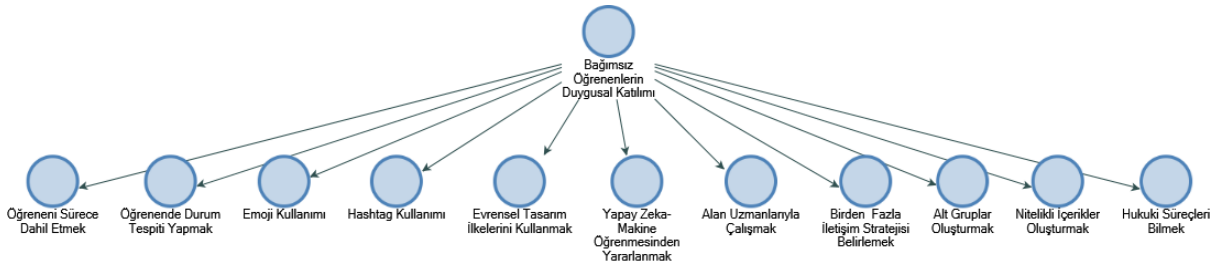 Bağımsız
Öğrenenlerin
Duygusal Katılımı
Öğreneni Sürece
Dahil Etmek
Öğrenende Durum
Tespiti Yapmak
Emoji Kullanımı
Hashtag Kullanımı
Evrensel Tasarım
İlkelerini Kullanmak
Yapay Zeka-
Makine
Öğrenmesinden
Yararlanmak
Alan Uzmanlarıyla
Çalışmak
Birden Fazla
İletişim Stratejisi
Belirlemek
Alt Gruplar
Oluşturmak
Nitelikli İçerikler
Oluşturmak
Hukuki Süreçleri
Bilmek